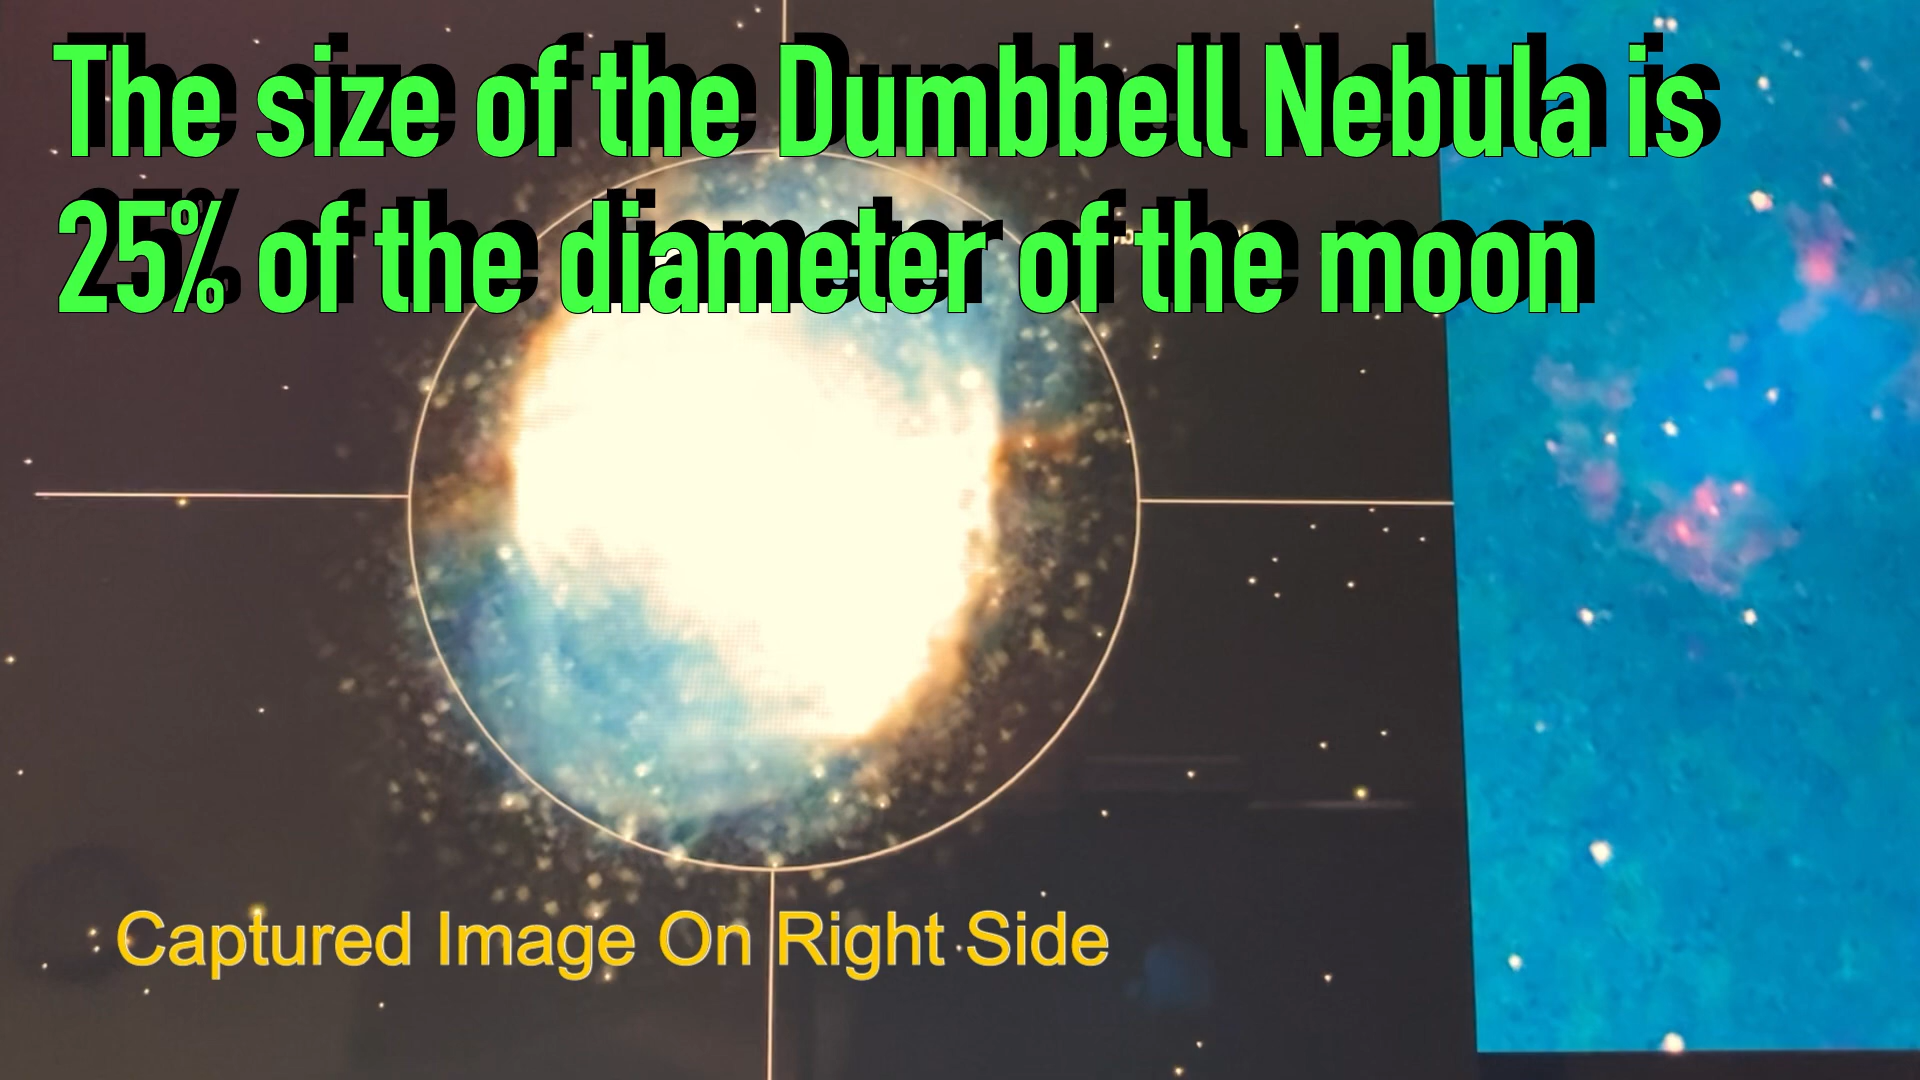 The size of the Dumbbell Nebula is
25% of the diameter of the moon
Captured Image On Right Side